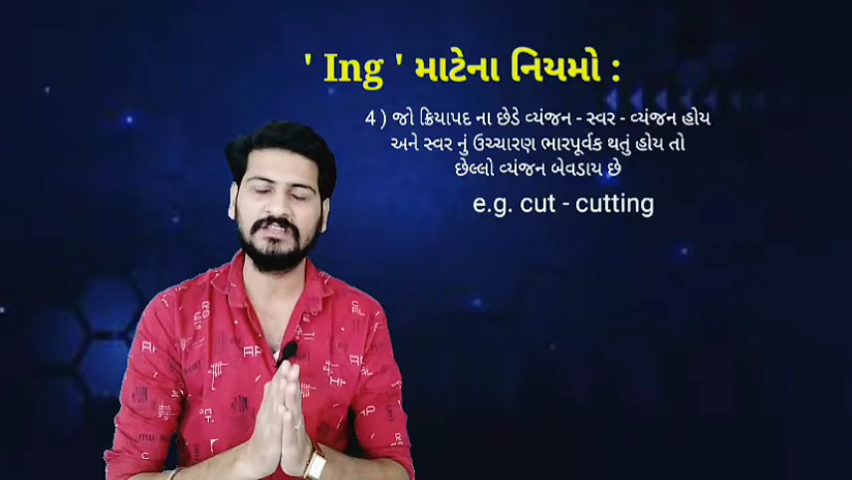 ' Ing ' માટેના નિયમો :
4 ) જો ક્રિયાપદ ના છેડે વ્યંજન - સ્વર - વ્યંજન હોય
અને સ્વર નું ઉચ્ચારણ ભારપૂર્વક થતું હોય તો
છેલ્લો વ્યંજન બેવડાય છે
e.g. cut - cutting